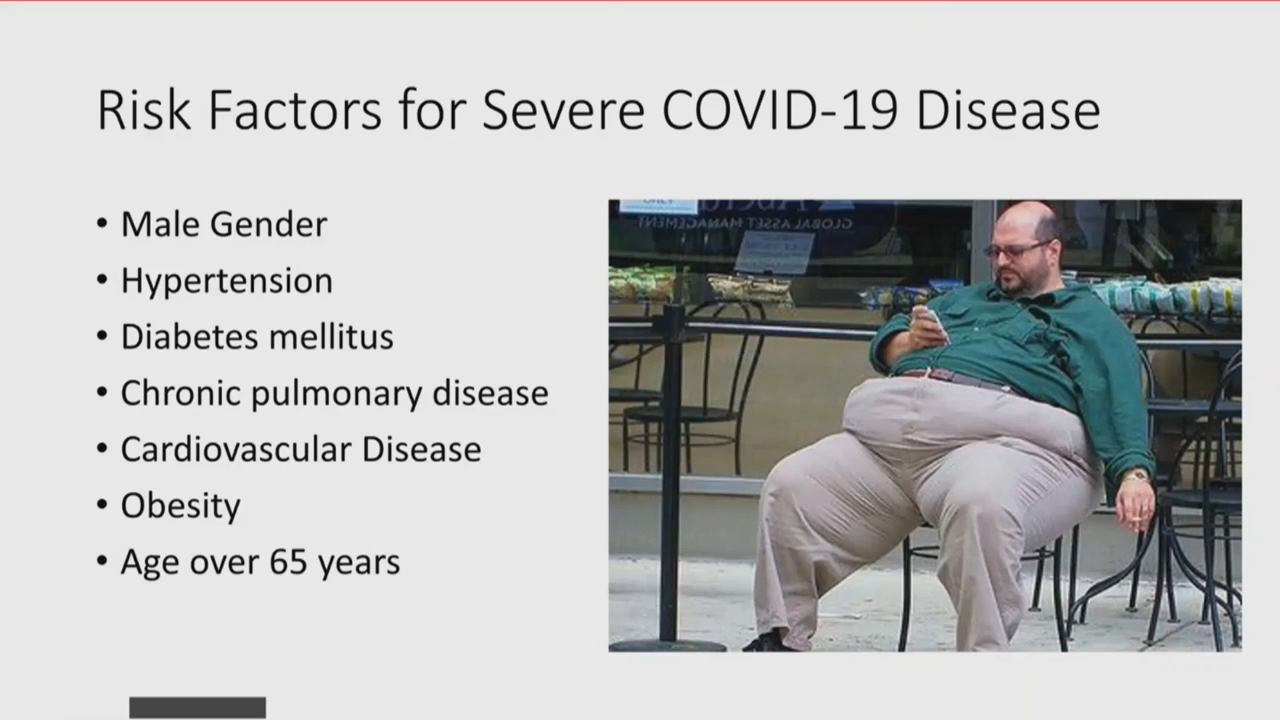 Risk Factors for Severe COVID-19 Disease
• Male Gender
• Hypertension
• Diabetes mellitus
• Chronic pulmonary disease
• Cardiovascular Disease
• Obesity
• Age over 65 years
GLOBAL ASSET MANAGEMENT